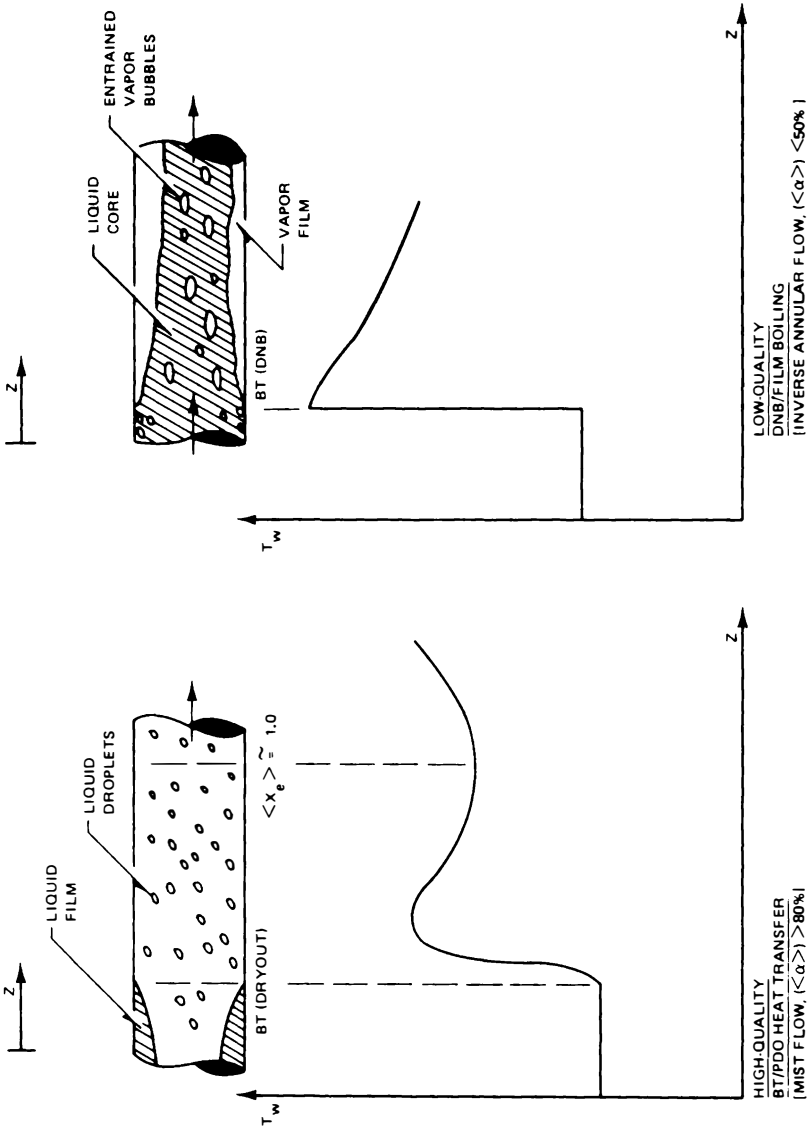 Z
LIQUID
FILM
LIQUID
DROPLETS
BT (DRYOUT)
<x_e> ≅ 1.0
T_w
Z
HIGH-QUALITY
BT/PDO HEAT TRANSFER
[MIST FLOW, (<α>) >80%]
Z
LIQUID
CORE
ENTRAINED
VAPOR
BUBBLES
VAPOR
FILM
BT (DNB)
T_w
Z
LOW-QUALITY
DNB/FILM BOILING
[INVERSE ANNULAR FLOW, (<α>) <50% ]